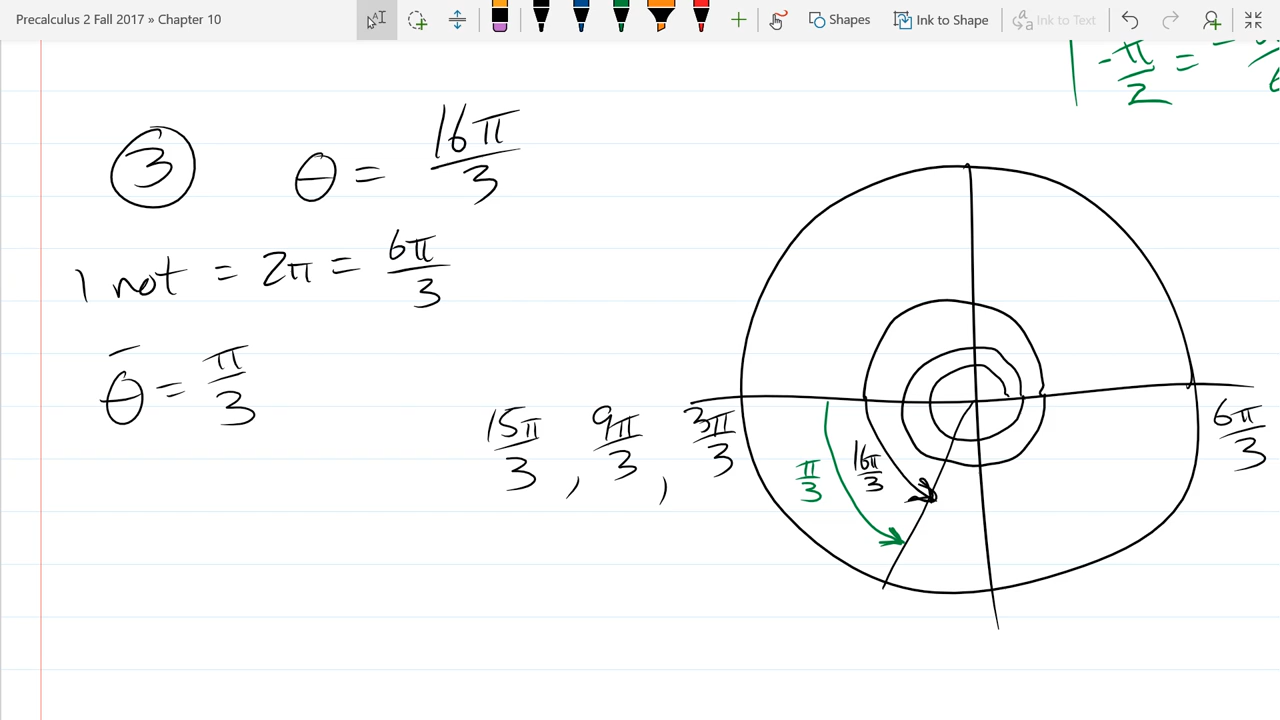 Precalculus 2 Fall 2017 » Chapter 10
Shapes
Ink to Shape
Ink to Text
-π/2 =
③ θ = 16π/3
1 not = 2π = 6π/3
θ̄ = π/3
15π/3, 9π/3, 3π/3
π/3
16π/3
6π/3